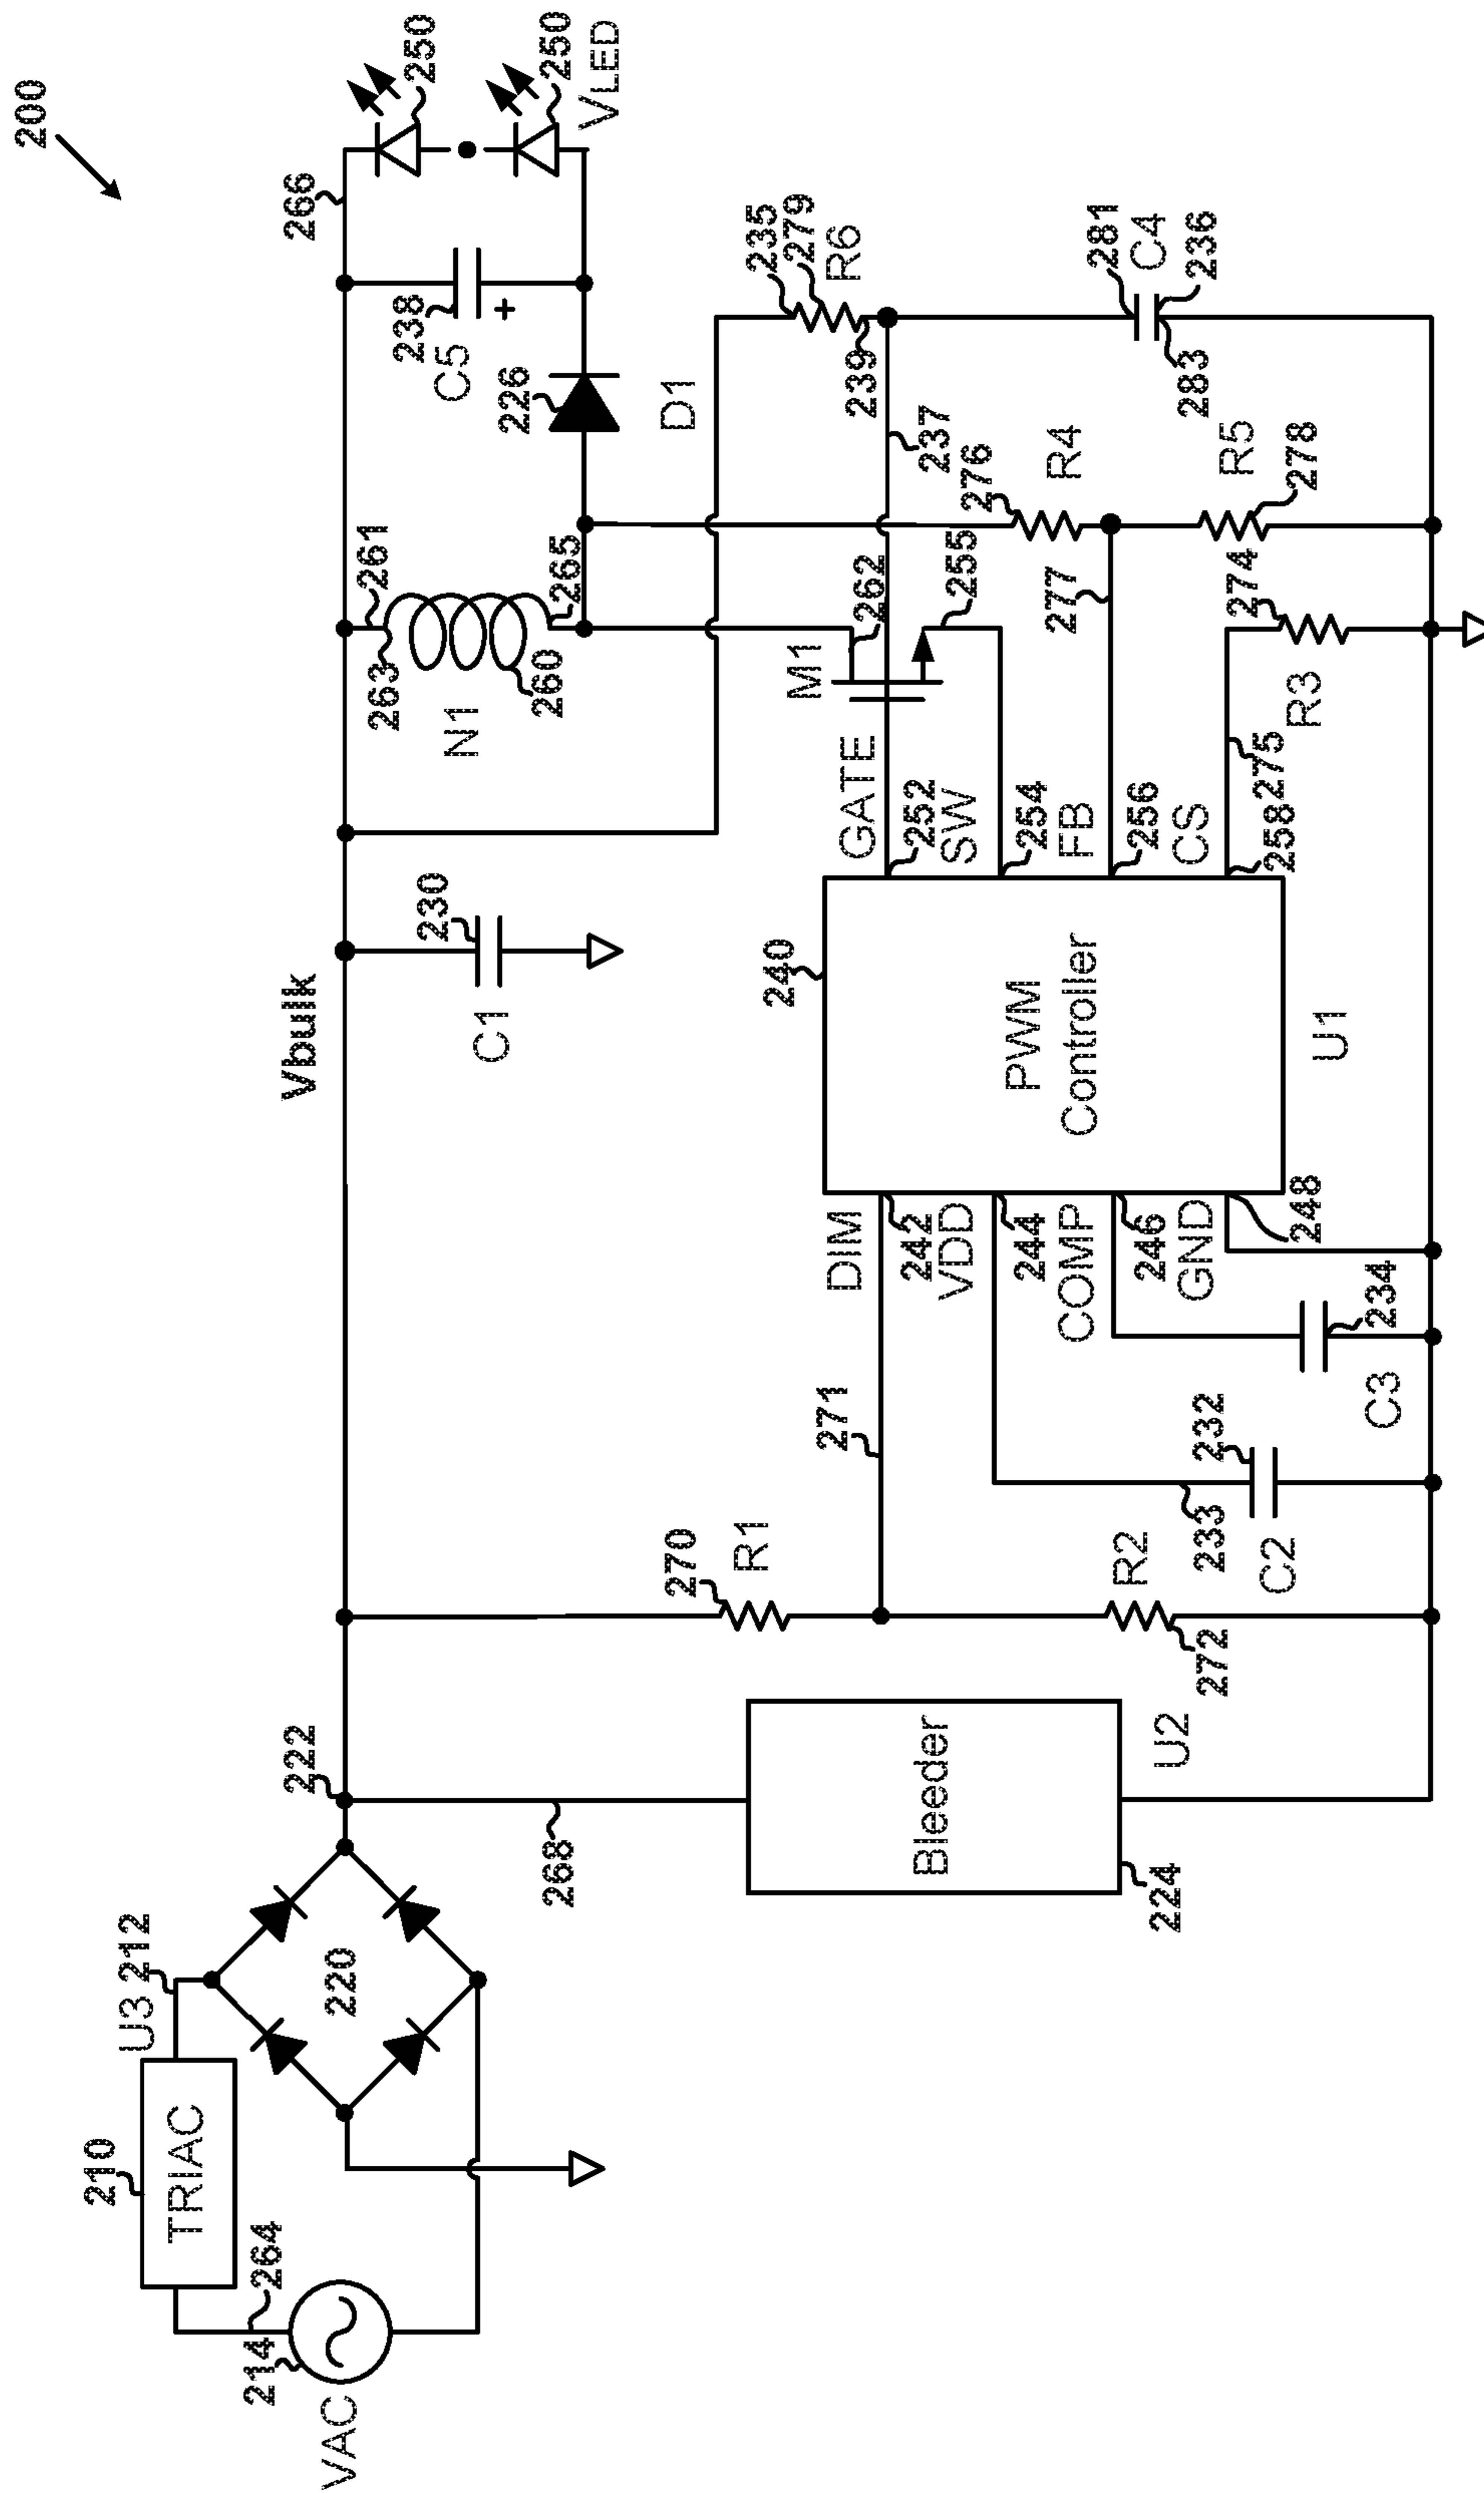 200
VAC
214
264
210
TRIAC
U3
212
220
222
268
Bleeder
224
U2
270
R1
R2
272
271
Vbulk
230
C1
233
232
C2
234
C3
DIM
242
VDD
244
COMP
246
GND
248
240
PWM
Controller
U1
GATE
252
SW
254
FB
256
CS
258
275
R3
274
M1
262
255
277
276
R4
R5
278
237
239
235
279
R6
281
C4
236
283
261
263
N1
260
265
226
D1
238
C5
+
266
250
250
VLED